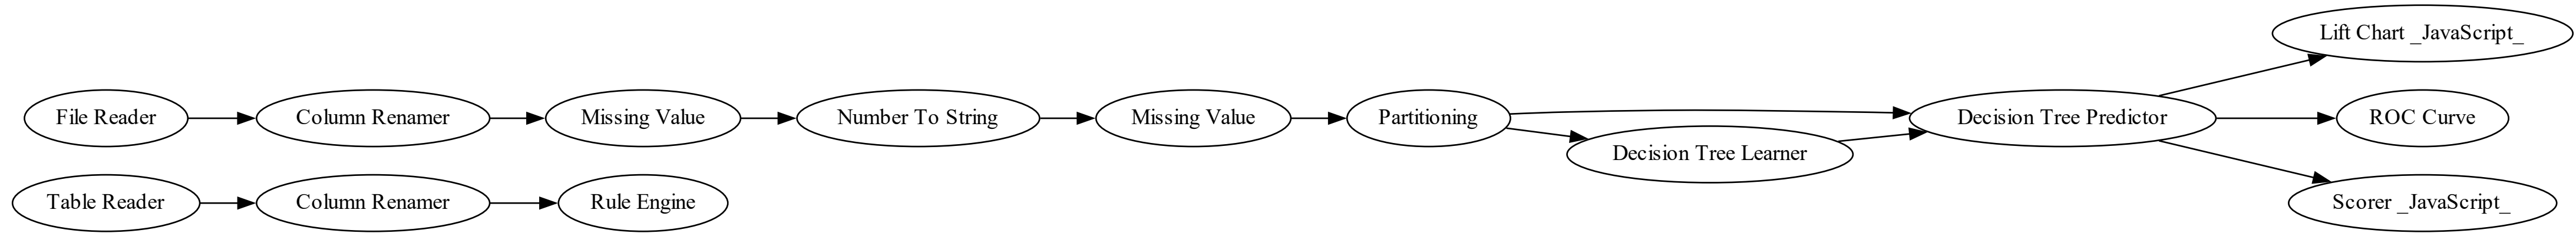 Lift Chart _JavaScript_
File Reader
Column Renamer
Missing Value
Number To String
Missing Value
Partitioning
Decision Tree Predictor
ROC Curve
Decision Tree Learner
Table Reader
Column Renamer
Rule Engine
Scorer _JavaScript_